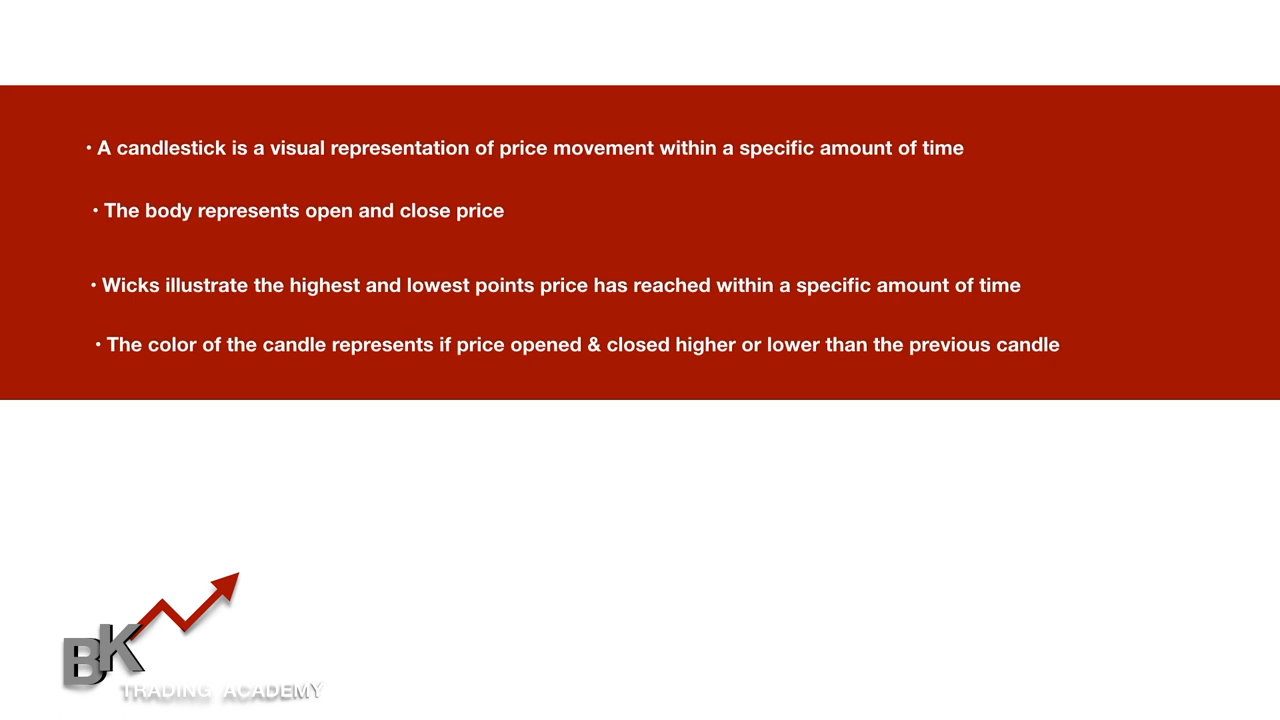 • A candlestick is a visual representation of price movement within a specific amount of time
• The body represents open and close price
• Wicks illustrate the highest and lowest points price has reached within a specific amount of time
• The color of the candle represents if price opened & closed higher or lower than the previous candle
BK
TRADING ACADEMY